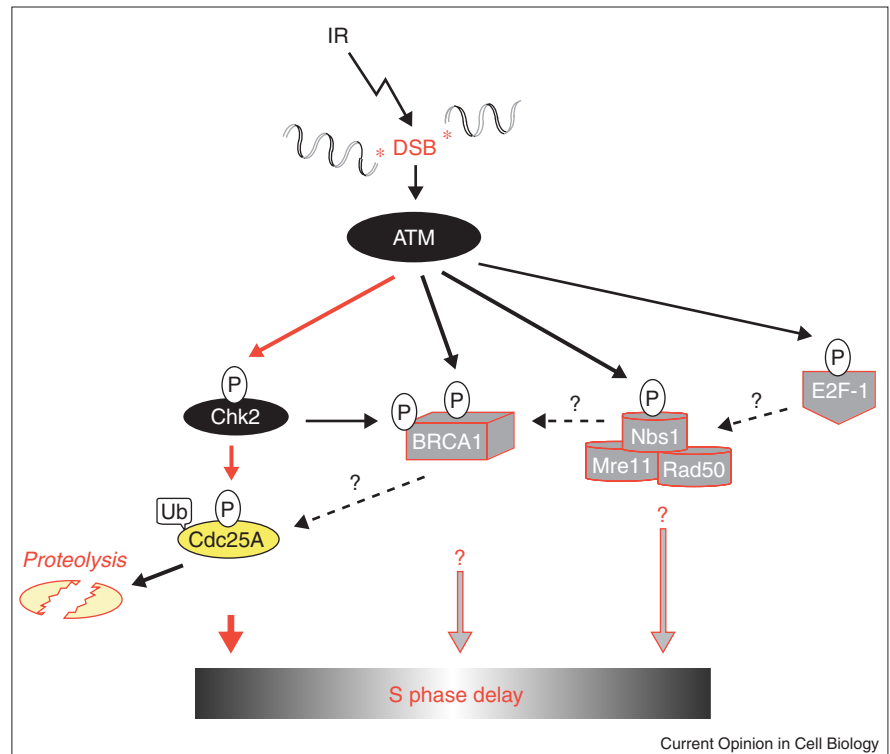 IR
* DSB *
ATM
P
P
E2F-1
P
Chk2
P
P
BRCA1
?
Nbs1
Mre11
Rad50
?
?
Ub
P
Cdc25A
Proteolysis
?
?
S phase delay
Current Opinion in Cell Biology